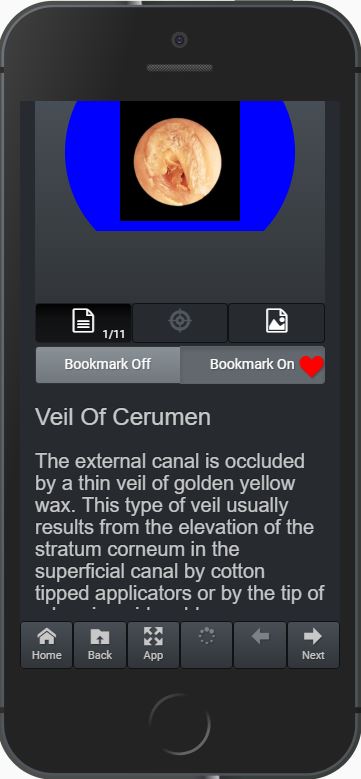 1/11
Bookmark Off Bookmark On
Veil Of Cerumen
The external canal is occluded
by a thin veil of golden yellow
wax. This type of veil usually
results from the elevation of the
stratum corneum in the
superficial canal by cotton
tipped applicators or by the tip of
Home Back App Next